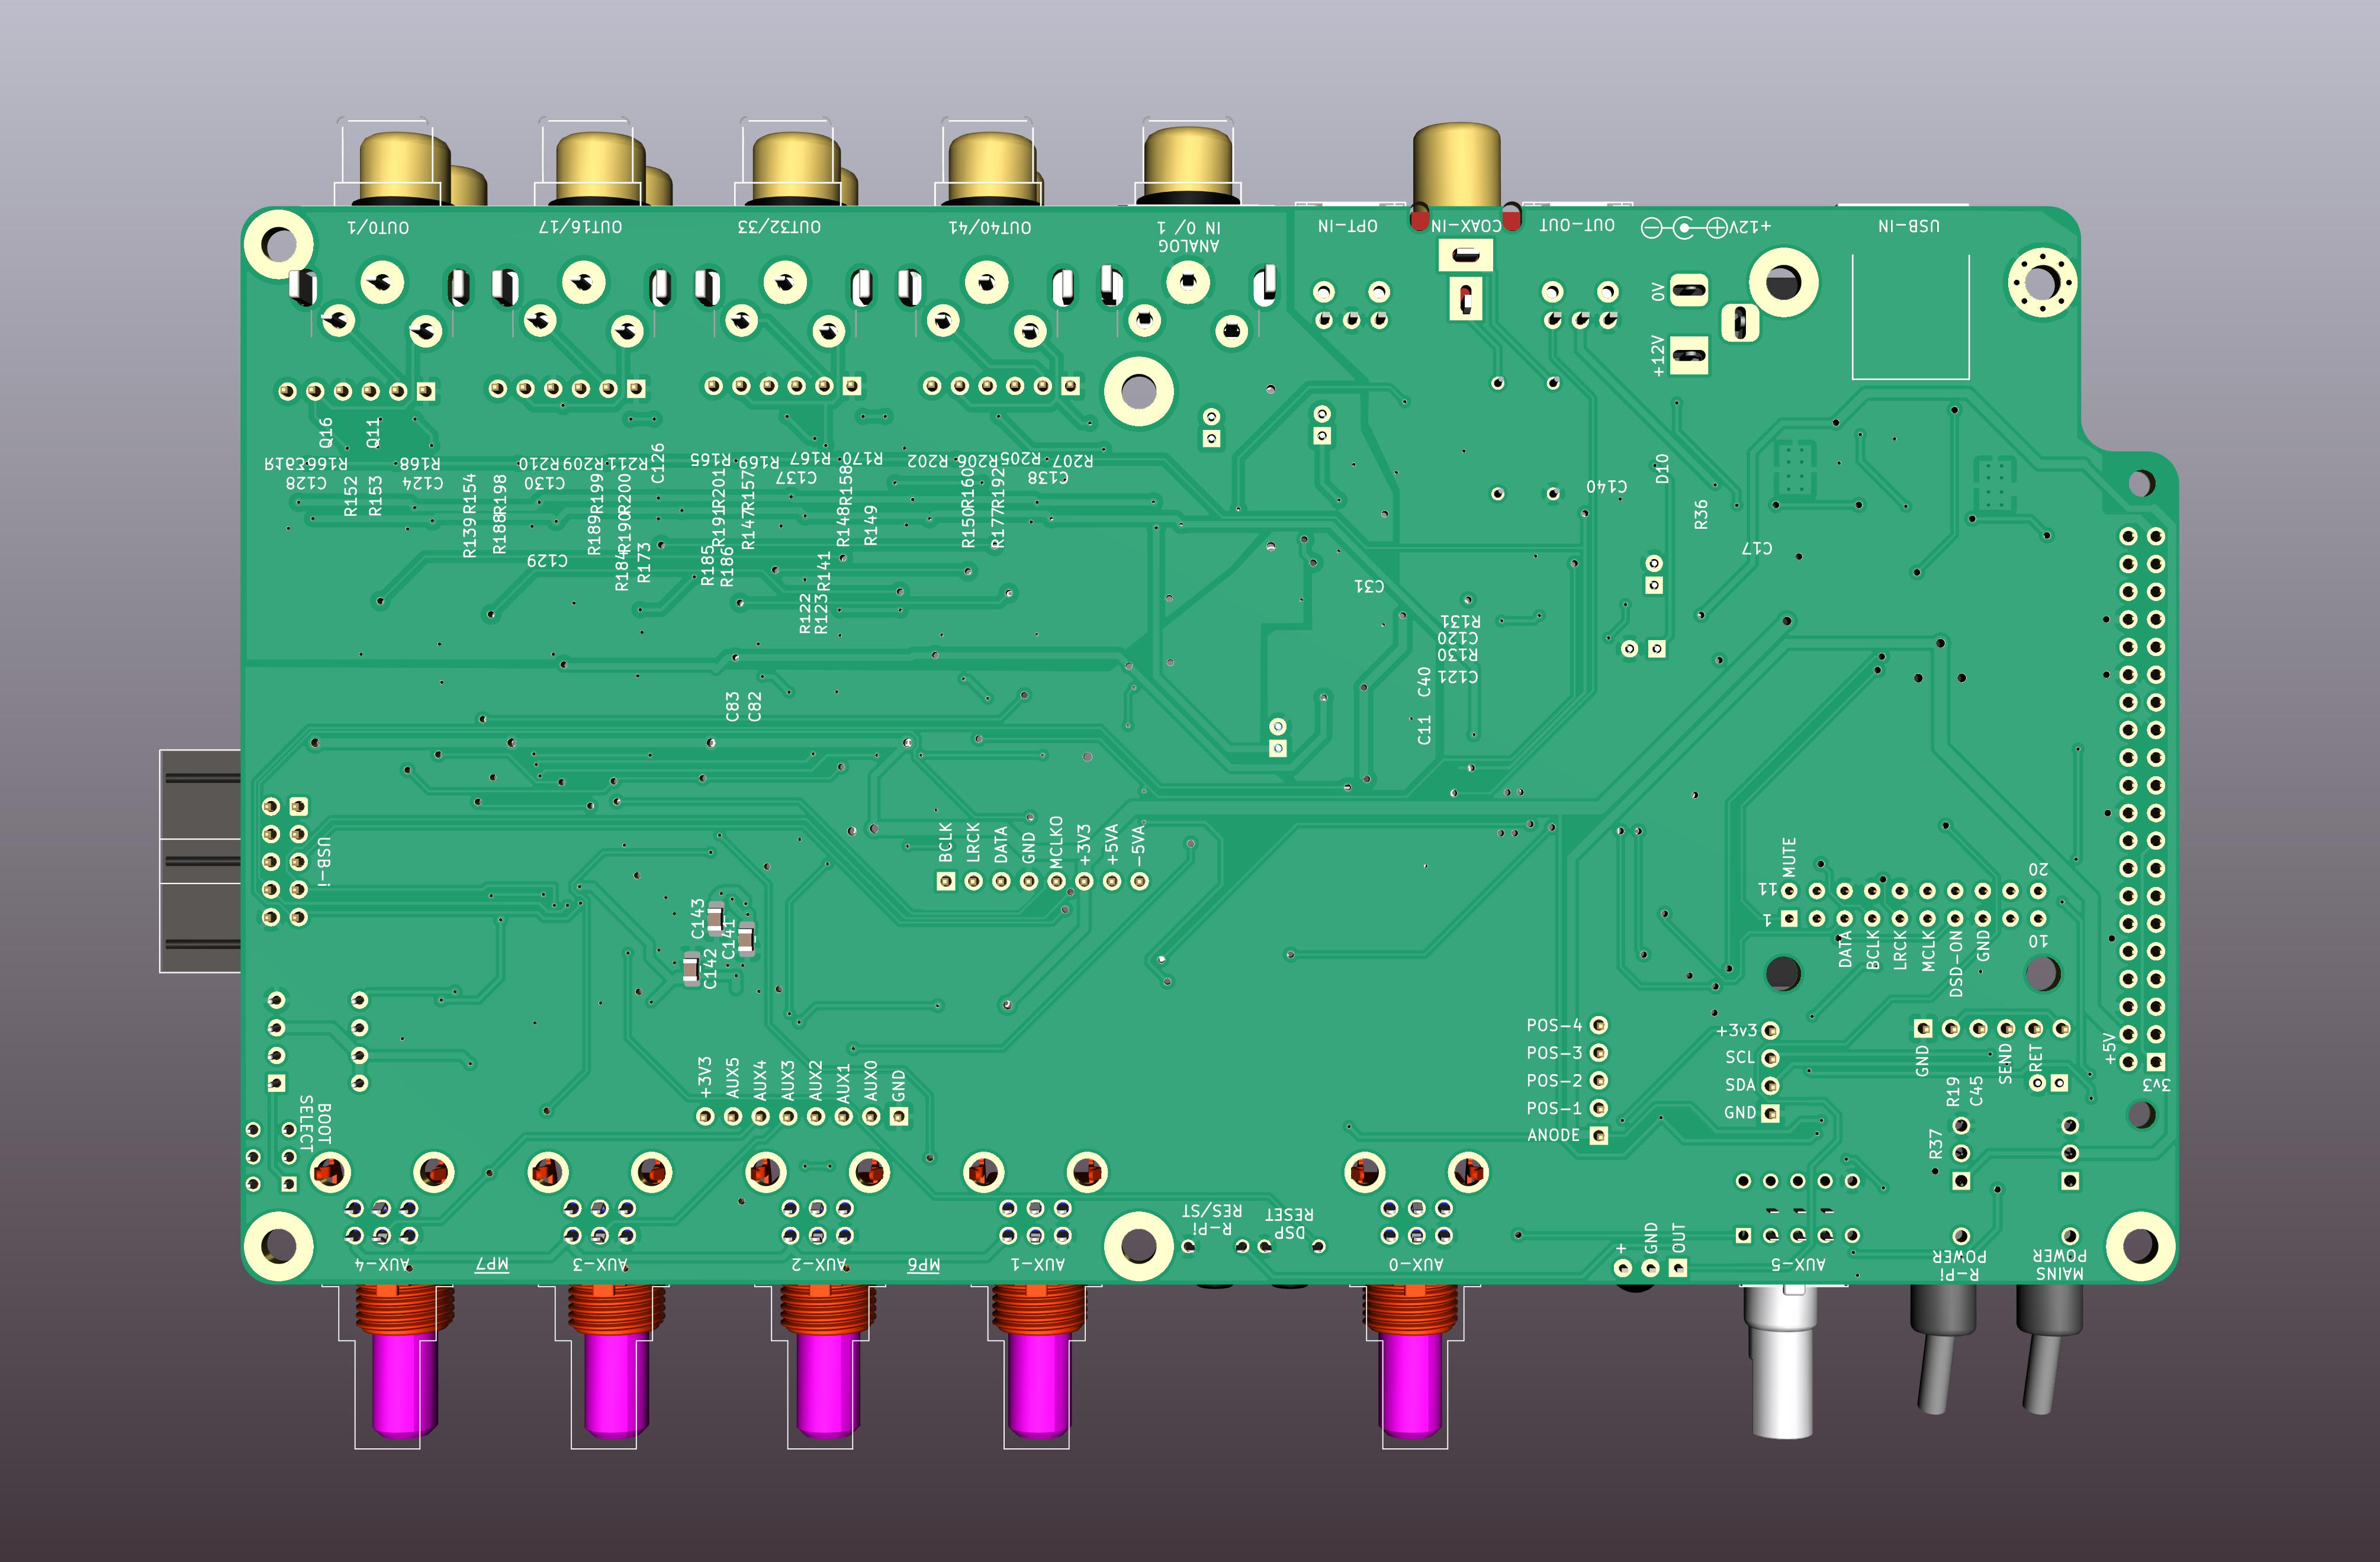 OUT0/1
OUT16/17
OUT32/33
OUT40/41
ANALOG
IN 0/ 1
OPT-IN
COAX-IN
OUT-OUT
+12V
USB-IN
0V
+12V
Q16
Q11
R166
R168
C128
C124
R152
R153
R139
R154
R188
R198
R210
R209
R211
C130
C126
R189
R199
R190
R200
C129
R184
R173
R165
R169
R167
R170
C137
R191
R201
R147
R157
R148
R158
R149
R185
R186
R141
R122
R123
R202
R206
R205
R207
C138
R150
R160
R177
R192
C140
D10
R36
C17
C31
R131
C120
R130
C121
C40
C11
C83
C82
USB-i
BCLK
LRCK
DATA
GND
MCLKO
+3V3
+5VA
-5VA
MUTE
11
20
1
10
DATA
BCLK
LRCK
MCLK
DSD-ON
GND
C143
C141
C142
POS-4
POS-3
POS-2
POS-1
ANODE
+3v3
SCL
SDA
GND
GND
SEND
RET
+5V
3v3
R19
C45
R37
+3V3
AUX5
AUX4
AUX3
AUX2
AUX1
AUX0
GND
BOOT
SELECT
AUX-4
MP7
AUX-3
AUX-2
MP6
AUX-1
R-Pi
RES/ST
DSP
RESET
AUX-0
+
GND
OUT
AUX-5
R-Pi
POWER
MAINS
POWER